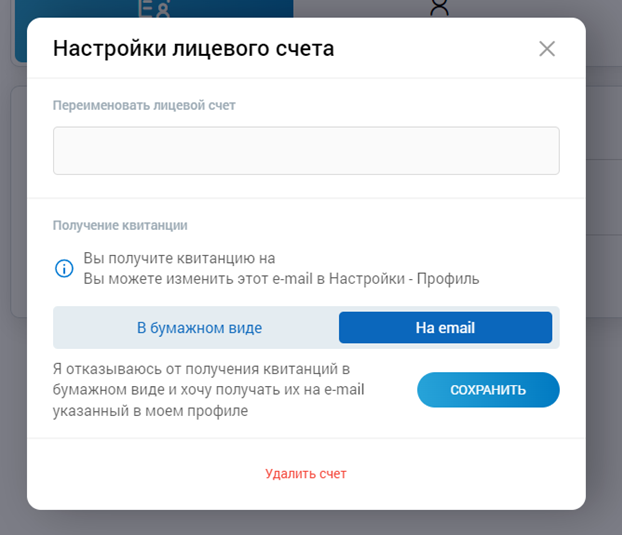 Настройки лицевого счета
Переименовать лицевой счет
Получение квитанции
Вы получите квитанцию на
Вы можете изменить этот e-mail в Настройки - Профиль
В бумажном виде
На email
Я отказываюсь от получения квитанций в
бумажном виде и хочу получать их на e-mail
указанный в моем профиле
СОХРАНИТЬ
Удалить счет